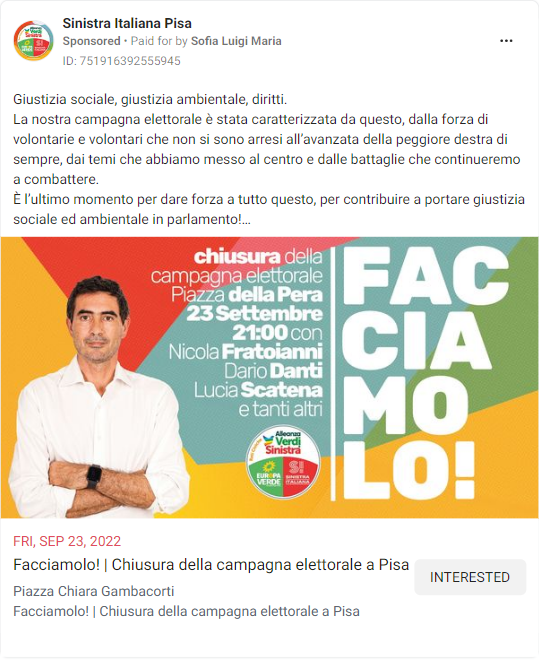 Sinistra Italiana Pisa
Sponsored • Paid for by Sofia Luigi Maria
ID: 751916392555945
Giustizia sociale, giustizia ambientale, diritti.
La nostra campagna elettorale è stata caratterizzata da questo, dalla forza di
volontarie e volontari che non si sono arresi all'avanzata della peggiore destra di
sempre, dai temi che abbiamo messo al centro e dalle battaglie che continueremo
a combattere.
È l'ultimo momento per dare forza a tutto questo, per contribuire a portare giustizia
sociale ed ambientale in parlamento!...
chiusura della
campagna elettorale
Piazza della Pera
23 Settembre
21:00 con
Nicola Fratoianni
Dario Danti
Lucia Scatena
e tanti altri
Alleanza
Verdi
Sinistra
EUROPA
VERDE
SI
SINISTRA
ITALIANA
FAC
CIA
MO
LO!
FRI, SEP 23, 2022
Facciamolo! | Chiusura della campagna elettorale a Pisa
INTERESTED
Piazza Chiara Gambacorti
Facciamolo! | Chiusura della campagna elettorale a Pisa